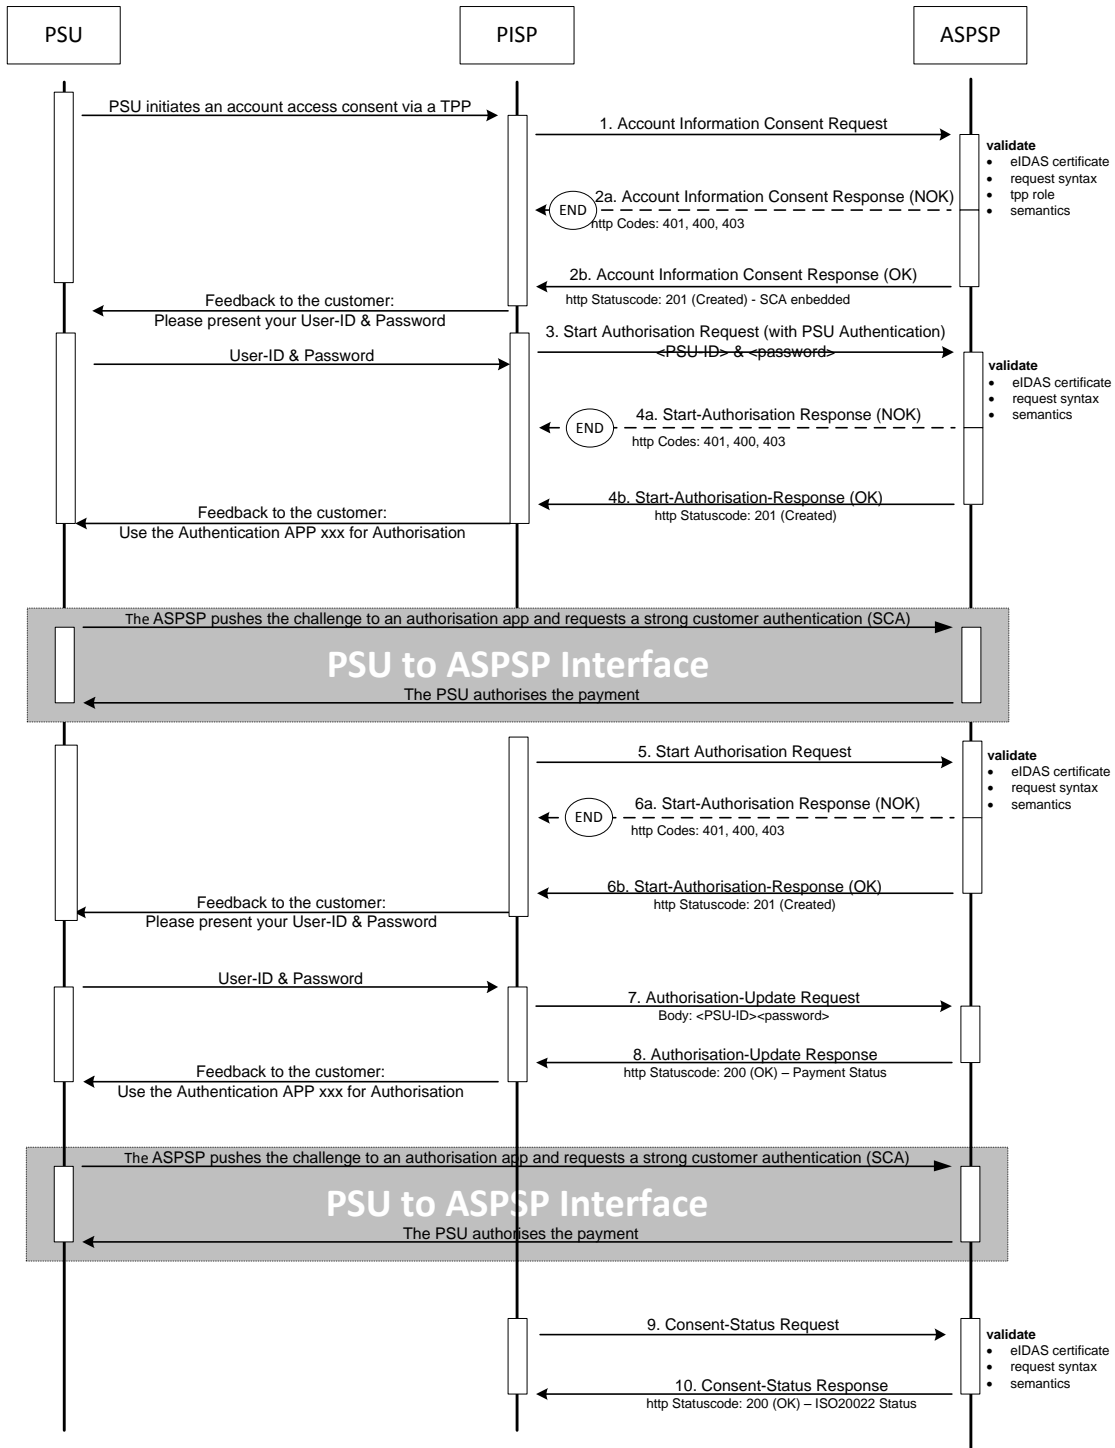 PSU
PISP
ASPSP
PSU initiates an account access consent via a TPP
1. Account Information Consent Request
validate
• eIDAS certificate
• request syntax
• tpp role
• semantics
END
2a. Account Information Consent Response (NOK)
http Codes: 401, 400, 403
2b. Account Information Consent Response (OK)
http Statuscode: 201 (Created) - SCA enbedded
Feedback to the customer:
Please present your User-ID & Password
3. Start Authorisation Request (with PSU Authentication)
<PSU-ID> & <password>
User-ID & Password
validate
• eIDAS certificate
• request syntax
• semantics
END
4a. Start-Authorisation Response (NOK)
http Codes: 401, 400, 403
4b. Start-Authorisation-Response (OK)
http Statuscode: 201 (Created)
Feedback to the customer:
Use the Authentication APP xxx for Authorisation
The ASPSP pushes the challenge to an authorisation app and requests a strong customer authentication (SCA)
PSU to ASPSP Interface
The PSU authorises the payment
5. Start Authorisation Request
validate
• eIDAS certificate
• request syntax
• semantics
END
6a. Start-Authorisation Response (NOK)
http Codes: 401, 400, 403
6b. Start-Authorisation-Response (OK)
http Statuscode: 201 (Created)
Feedback to the customer:
Please present your User-ID & Password
User-ID & Password
7. Authorisation-Update Request
Body: <PSU-ID><password>
8. Authorisation-Update Response
http Statuscode: 200 (OK) – Payment Status
Feedback to the customer:
Use the Authentication APP xxx for Authorisation
The ASPSP pushes the challenge to an authorisation app and requests a strong customer authentication (SCA)
PSU to ASPSP Interface
The PSU authorises the payment
9. Consent-Status Request
validate
• eIDAS certificate
• request syntax
• semantics
10. Consent-Status Response
http Statuscode: 200 (OK) – ISO20022 Status